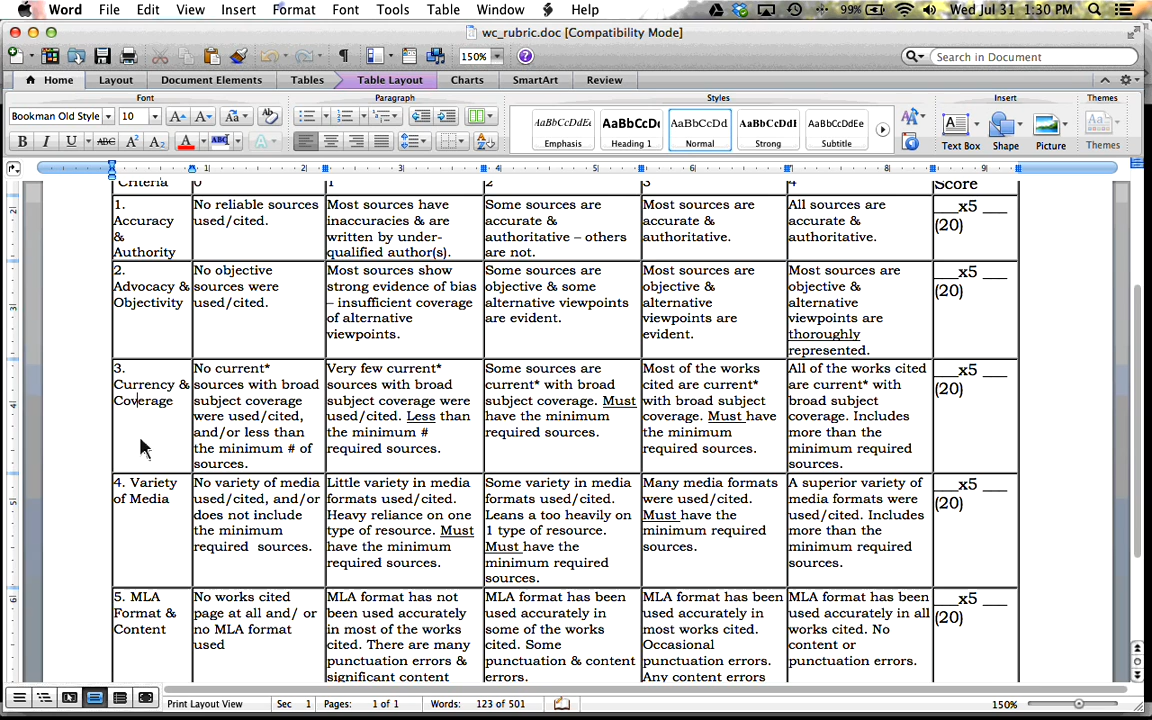 Word File Edit View Insert Format Font Tools Table Window Help 99% Wed Jul 31 1:30 PM
wc_rubric.doc [Compatibility Mode]
150% Search in Document
Home Layout Document Elements Tables Table Layout Charts SmartArt Review
Font Paragraph Styles Insert Themes
Bookman Old Style 10 A A Aa
AaBbCcDdEe AaBbCcDc AaBbCcDd AaBbCcDdE AaBbCcDdEe
B I U ABC A² A₂ A ABC A
Emphasis Heading 1 Normal Strong Subtitle Text Box Shape Picture Themes
Criteria 0 1 2 3 4 Score
1.
Accuracy
&
Authority
No reliable sources
used/cited.
Most sources have
inaccuracies & are
written by under-
qualified author(s).
Some sources are
accurate &
authoritative – others
are not.
Most sources are
accurate &
authoritative.
All sources are
accurate &
authoritative.
___x5 ___
(20)
2.
Advocacy &
Objectivity
No objective
sources were
used/cited.
Most sources show
strong evidence of bias
– insufficient coverage
of alternative
viewpoints.
Some sources are
objective & some
alternative viewpoints
are evident.
Most sources are
objective &
alternative
viewpoints are
evident.
Most sources are
objective &
alternative
viewpoints are
thoroughly
represented.
___x5 ___
(20)
3.
Currency &
Coverage
No current*
sources with broad
subject coverage
were used/cited,
and/or less than
the minimum # of
sources.
Very few current*
sources with broad
subject coverage were
used/cited. Less than
the minimum #
required sources.
Some sources are
current* with broad
subject coverage. Must
have the minimum
required sources.
Most of the works
cited are current*
with broad subject
coverage. Must have
the minimum
required sources.
All of the works cited
are current* with
broad subject
coverage. Includes
more than the
minimum required
sources.
___x5 ___
(20)
4. Variety
of Media
No variety of media
used/cited, and/or
does not include
the minimum
required  sources.
Little variety in media
formats used/cited.
Heavy reliance on one
type of resource. Must
have the minimum
required sources.
Some variety in media
formats used/cited.
Leans a too heavily on
1 type of resource.
Must have the
minimum required
sources.
Many media formats
were used/cited.
Must have the
minimum required
sources.
A superior variety of
media formats were
used/cited. Includes
more than the
minimum required
sources.
___x5 ___
(20)
5. MLA
Format &
Content
No works cited
page at all and/ or
no MLA format
used
MLA format has not
been used accurately
in most of the works
cited. There are many
punctuation errors &
significant content
MLA format has been
used accurately in
some of the works
cited. Some
punctuation & content
errors.
MLA format has been
used accurately in
most works cited.
Occasional
punctuation errors.
Any content errors
MLA format has been
used accurately in all
works cited. No
content or
punctuation errors.
___x5 ___
(20)
Print Layout View Sec 1 Pages: 1 of 1 Words: 123 of 501 150%